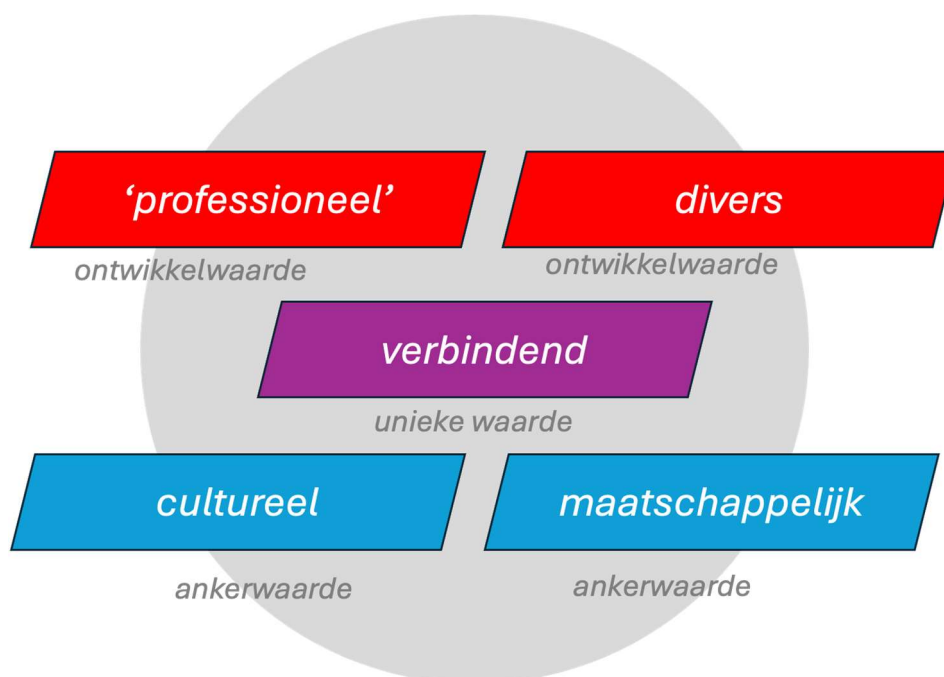 ‘professioneel’
divers
ontwikkelwaarde
ontwikkelwaarde
verbindend
unieke waarde
cultureel
maatschappelijk
ankerwaarde
ankerwaarde